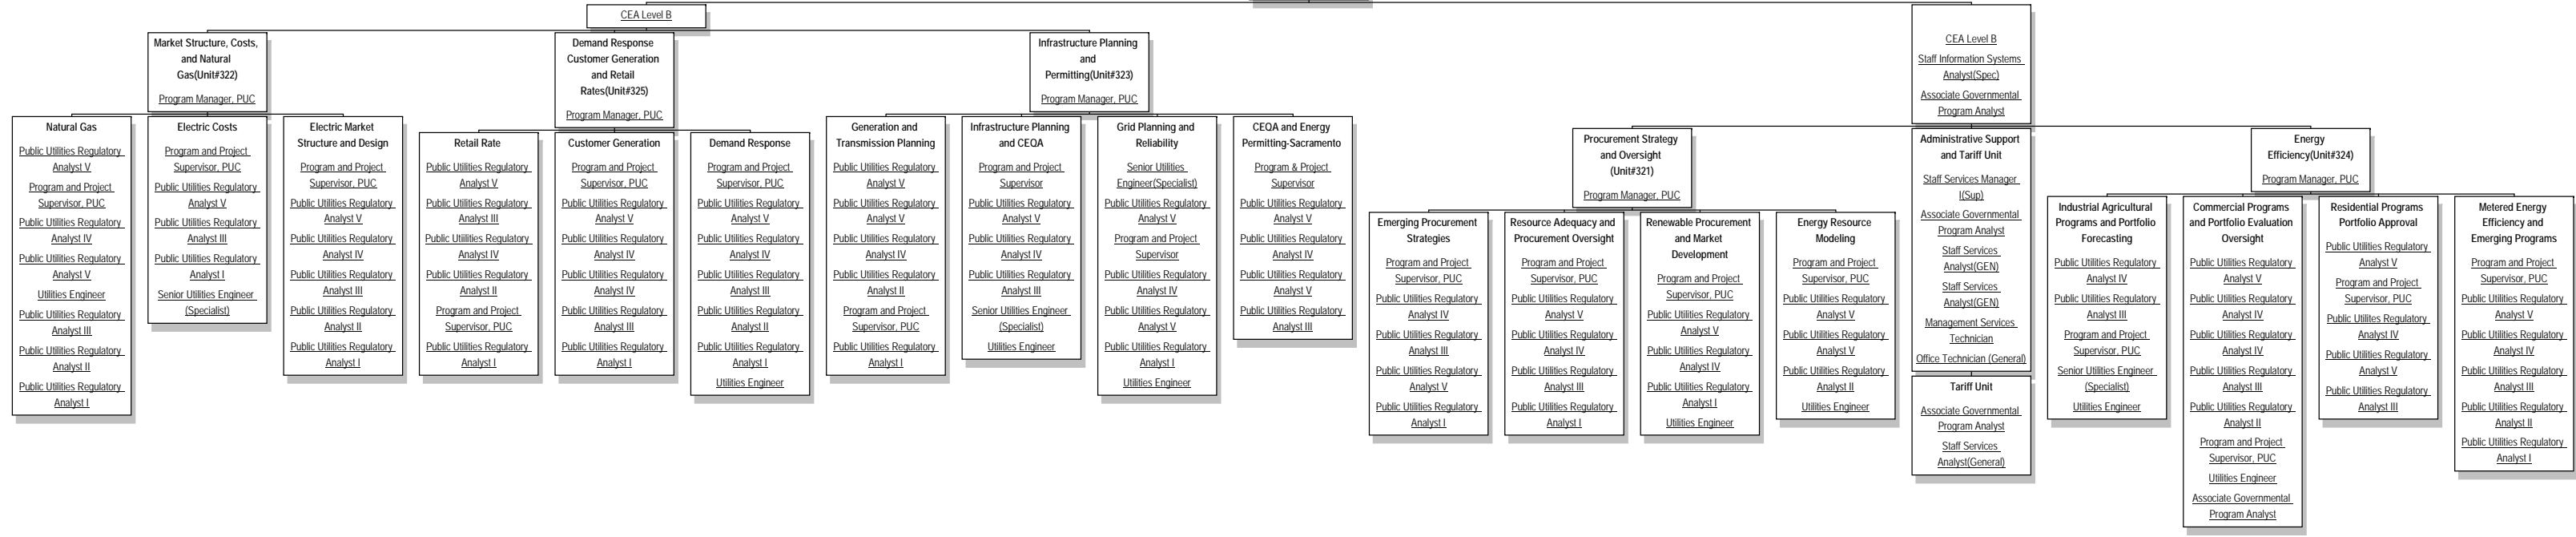 CEA Level B
Market Structure, Costs,
and Natural
Gas(Unit#322)
Program Manager, PUC
Natural Gas
Public Utilities Regulatory
Analyst V
Program and Project
Supervisor, PUC
Public Utilities Regulatory
Analyst IV
Public Utilities Regulatory
Analyst V
Utilities Engineer
Public Utilities Regulatory
Analyst III
Public Utilities Regulatory
Analyst II
Public Utilities Regulatory
Analyst I
Electric Costs
Program and Project
Supervisor, PUC
Public Utilities Regulatory
Analyst V
Public Utilities Regulatory
Analyst III
Public Utilities Regulatory
Analyst I
Senior Utilities Engineer
(Specialist)
Electric Market
Structure and Design
Program and Project
Supervisor, PUC
Public Utilities Regulatory
Analyst V
Public Utilities Regulatory
Analyst IV
Public Utilities Regulatory
Analyst III
Public Utilities Regulatory
Analyst II
Public Utilities Regulatory
Analyst I
Demand Response
Customer Generation
and Retail
Rates(Unit#325)
Program Manager, PUC
Retail Rate
Public Utilities Regulatory
Analyst V
Public Utilities Regulatory
Analyst III
Public Utilities Regulatory
Analyst IV
Public Utilities Regulatory
Analyst II
Program and Project
Supervisor, PUC
Public Utilities Regulatory
Analyst I
Customer Generation
Program and Project
Supervisor, PUC
Public Utilities Regulatory
Analyst V
Public Utilities Regulatory
Analyst IV
Public Utilities Regulatory
Analyst IV
Public Utilities Regulatory
Analyst III
Public Utilities Regulatory
Analyst I
Demand Response
Program and Project
Supervisor, PUC
Public Utilities Regulatory
Analyst V
Public Utilities Regulatory
Analyst IV
Public Utilities Regulatory
Analyst III
Public Utilities Regulatory
Analyst II
Public Utilities Regulatory
Analyst I
Utilities Engineer
Infrastructure Planning
and
Permitting(Unit#323)
Program Manager, PUC
Generation and
Transmission Planning
Public Utilities Regulatory
Analyst V
Public Utilities Regulatory
Analyst V
Public Utilities Regulatory
Analyst IV
Public Utilities Regulatory
Analyst II
Program and Project
Supervisor, PUC
Public Utilities Regulatory
Analyst I
Infrastructure Planning
and CEQA
Program and Project
Supervisor
Public Utilities Regulatory
Analyst V
Public Utilities Regulatory
Analyst IV
Public Utilities Regulatory
Analyst III
Senior Utilities Engineer
(Specialist)
Utilities Engineer
Grid Planning and
Reliability
Senior Utilities
Engineer(Specialist)
Public Utilities Regulatory
Analyst V
Program and Project
Supervisor
Public Utilities Regulatory
Analyst IV
Public Utilities Regulatory
Analyst V
Public Utilities Regulatory
Analyst I
Utilities Engineer
CEQA and Energy
Permitting-Sacramento
Program & Project
Supervisor
Public Utilities Regulatory
Analyst V
Public Utilities Regulatory
Analyst IV
Public Utilities Regulatory
Analyst V
Public Utilities Regulatory
Analyst III
CEA Level B
Staff Information Systems
Analyst(Spec)
Associate Governmental
Program Analyst
Procurement Strategy
and Oversight
(Unit#321)
Program Manager, PUC
Emerging Procurement
Strategies
Program and Project
Supervisor, PUC
Public Utilities Regulatory
Analyst IV
Public Utilities Regulatory
Analyst III
Public Utilities Regulatory
Analyst V
Public Utilities Regulatory
Analyst I
Resource Adequacy and
Procurement Oversight
Program and Project
Supervisor, PUC
Public Utilities Regulatory
Analyst V
Public Utilities Regulatory
Analyst IV
Public Utilities Regulatory
Analyst III
Public Utilities Regulatory
Analyst I
Renewable Procurement
and Market
Development
Program and Project
Supervisor, PUC
Public Utilities Regulatory
Analyst V
Public Utilities Regulatory
Analyst IV
Public Utilities Regulatory
Analyst I
Utilities Engineer
Energy Resource
Modeling
Program and Project
Supervisor, PUC
Public Utilities Regulatory
Analyst V
Public Utilities Regulatory
Analyst V
Public Utilities Regulatory
Analyst II
Utilities Engineer
Administrative Support
and Tariff Unit
Staff Services Manager
I(Sup)
Associate Governmental
Program Analyst
Staff Services
Analyst(GEN)
Staff Services
Analyst(GEN)
Management Services
Technician
Office Technician (General)
Tariff Unit
Associate Governmental
Program Analyst
Staff Services
Analyst(General)
Energy
Efficiency(Unit#324)
Program Manager, PUC
Industrial Agricultural
Programs and Portfolio
Forecasting
Public Utilities Regulatory
Analyst IV
Public Utilities Regulatory
Analyst III
Program and Project
Supervisor, PUC
Senior Utilities Engineer
(Specialist)
Utilities Engineer
Commercial Programs
and Portfolio Evaluation
Oversight
Public Utilities Regulatory
Analyst V
Public Utilities Regulatory
Analyst IV
Public Utilities Regulatory
Analyst IV
Public Utilities Regulatory
Analyst III
Public Utilities Regulatory
Analyst II
Program and Project
Supervisor, PUC
Utilities Engineer
Associate Governmental
Program Analyst
Residential Programs
Portfolio Approval
Public Utilities Regulatory
Analyst V
Program and Project
Supervisor, PUC
Public Utilities Regulatory
Analyst IV
Public Utilities Regulatory
Analyst V
Public Utilities Regulatory
Analyst III
Metered Energy
Efficiency and
Emerging Programs
Program and Project
Supervisor, PUC
Public Utilities Regulatory
Analyst V
Public Utilities Regulatory
Analyst IV
Public Utilities Regulatory
Analyst III
Public Utilities Regulatory
Analyst II
Public Utilities Regulatory
Analyst I